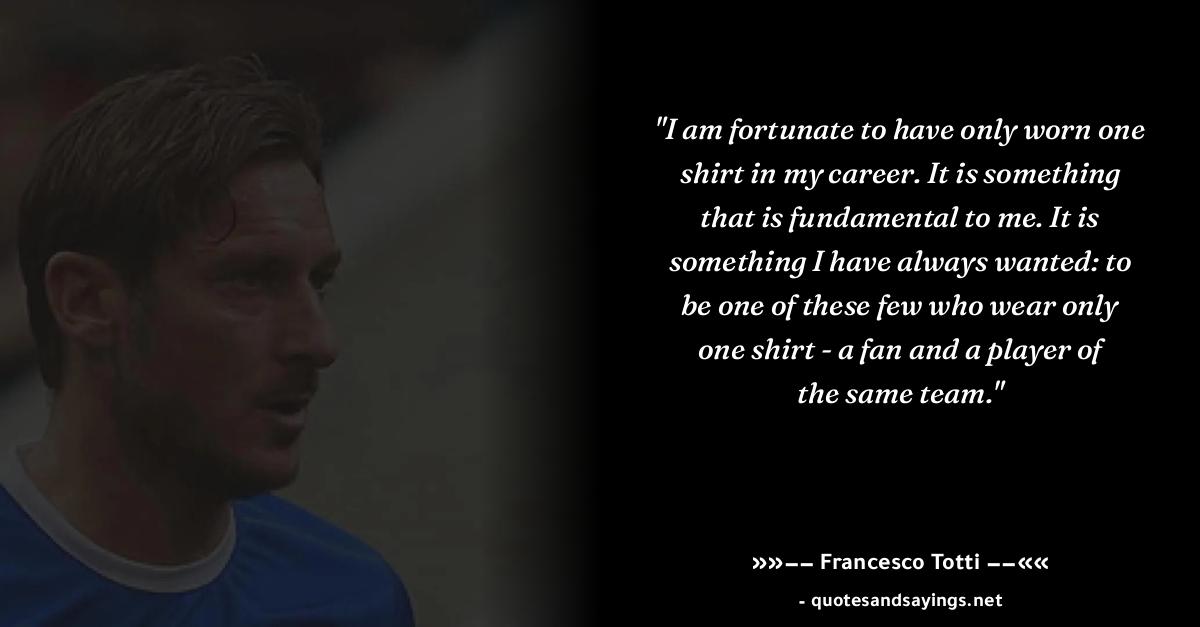 "I am fortunate to have only worn one
shirt in my career. It is something
that is fundamental to me. It is
something I have always wanted: to
be one of these few who wear only
one shirt - a fan and a player of
the same team."
»»-- Francesco Totti --««
- quotesandsayings.net